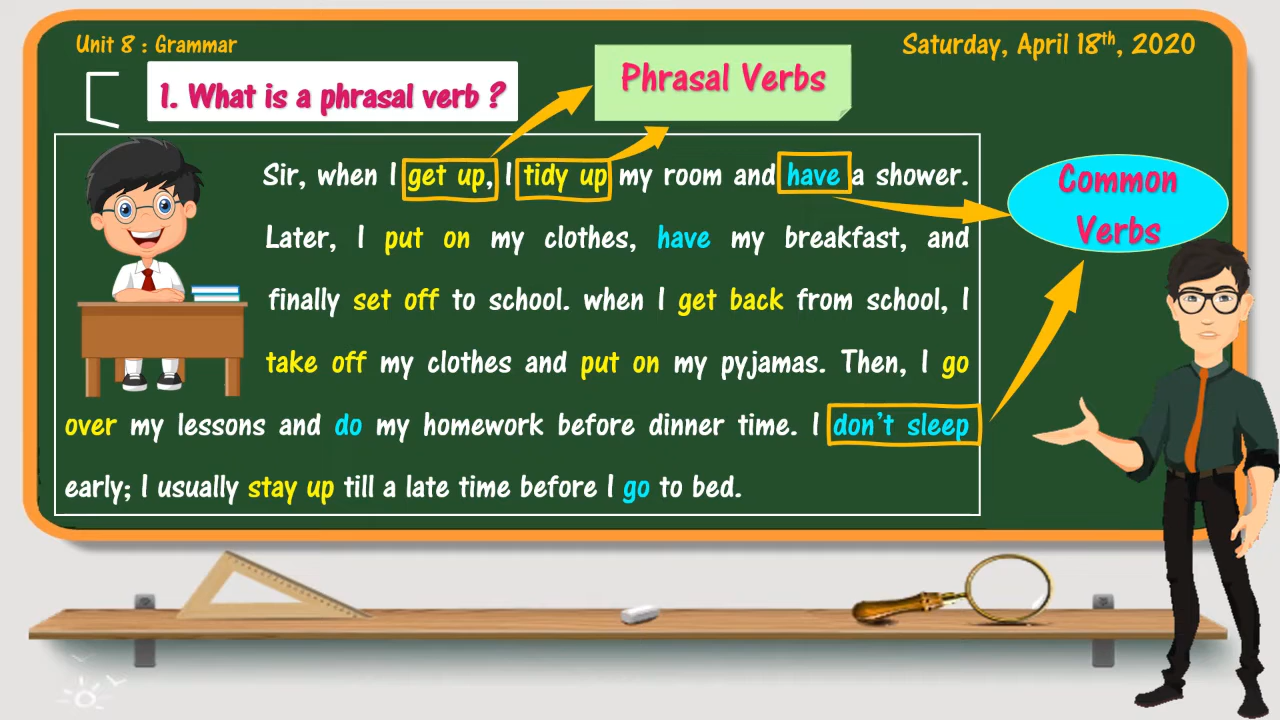 Unit 8 : Grammar
Saturday, April 18th, 2020
1. What is a phrasal verb ?
Phrasal Verbs
Sir, when I get up, I tidy up my room and have a shower.
Later, I put on my clothes, have my breakfast, and
finally set off to school. when I get back from school, I
take off my clothes and put on my pyjamas. Then, I go
over my lessons and do my homework before dinner time. I don't sleep
early; I usually stay up till a late time before I go to bed.
Common
Verbs